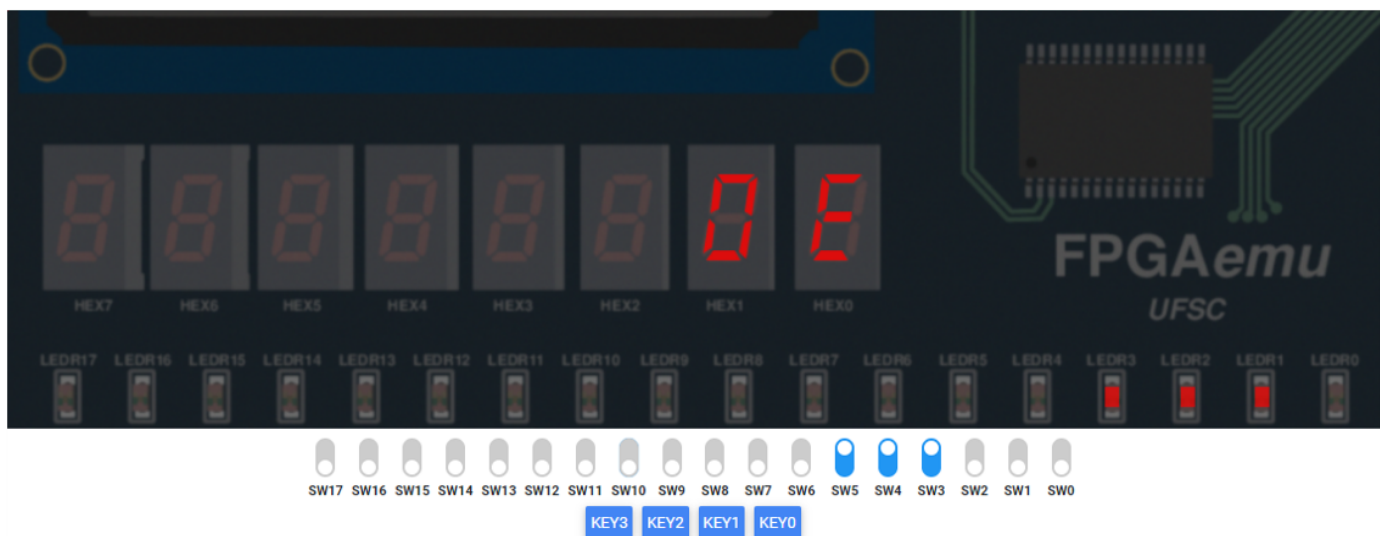 0E
HEX7 HEX6 HEX5 HEX4 HEX3 HEX2 HEX1 HEX0
FPGAemu
UFSC
LEDR17 LEDR16 LEDR15 LEDR14 LEDR13 LEDR12 LEDR11 LEDR10 LEDR9 LEDR8 LEDR7 LEDR6 LEDR5 LEDR4 LEDR3 LEDR2 LEDR1 LEDR0
SW17 SW16 SW15 SW14 SW13 SW12 SW11 SW10 SW9 SW8 SW7 SW6 SW5 SW4 SW3 SW2 SW1 SW0
KEY3 KEY2 KEY1 KEY0